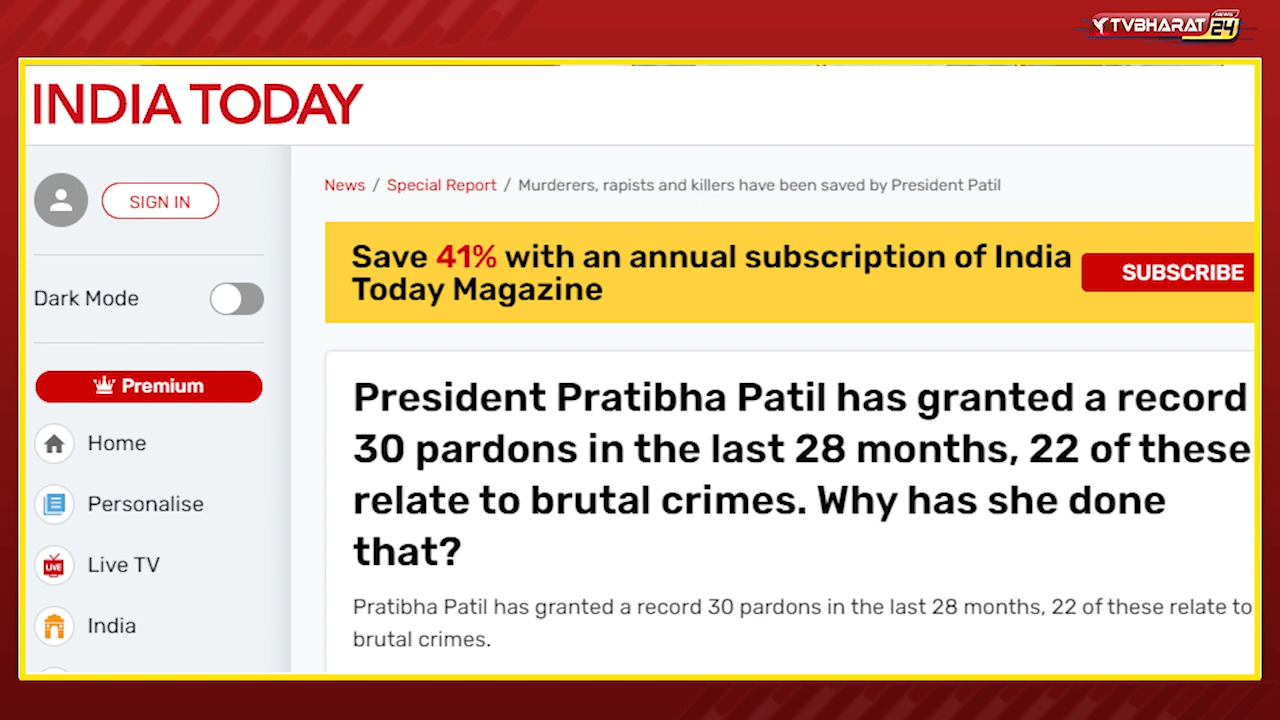 NEWS
TVBHARAT 24
INDIA TODAY
SIGN IN
Dark Mode
Premium
Home
Personalise
LIVE
Live TV
India
News / Special Report / Murderers, rapists and killers have been saved by President Patil
Save 41% with an annual subscription of India
Today Magazine
SUBSCRIBE
President Pratibha Patil has granted a record
30 pardons in the last 28 months, 22 of these
relate to brutal crimes. Why has she done
that?
Pratibha Patil has granted a record 30 pardons in the last 28 months, 22 of these relate to
brutal crimes.